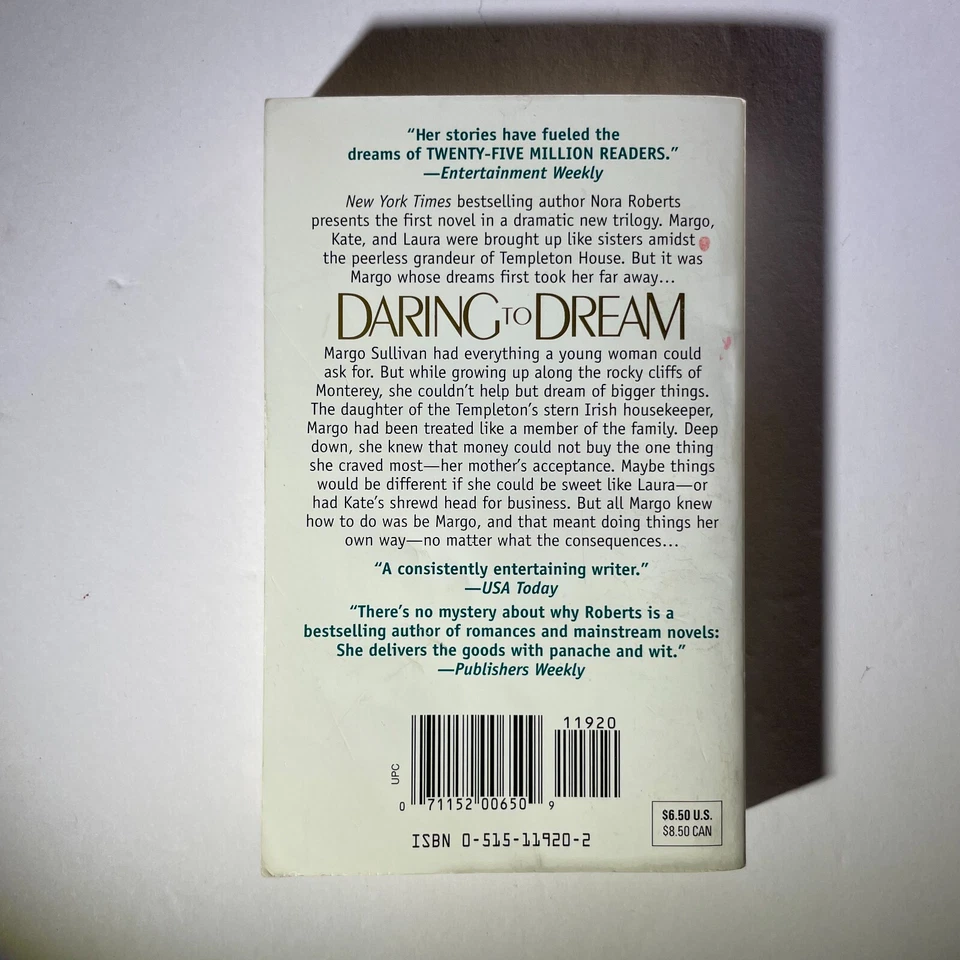 “Her stories have fueled the
dreams of TWENTY-FIVE MILLION READERS.”
—Entertainment Weekly
New York Times bestselling author Nora Roberts
presents the first novel in a dramatic new trilogy. Margo,
Kate, and Laura were brought up like sisters amidst
the peerless grandeur of Templeton House. But it was
Margo whose dreams first took her far away...
DARING TO DREAM
Margo Sullivan had everything a young woman could
ask for. But while growing up along the rocky cliffs of
Monterey, she couldn’t help but dream of bigger things.
The daughter of the Templeton’s stern Irish housekeeper,
Margo had been treated like a member of the family. Deep
down, she knew that money could not buy the one thing
she craved most—her mother’s acceptance. Maybe things
would be different if she could be sweet like Laura—or
had Kate’s shrewd head for business. But all Margo knew
how to do was be Margo, and that meant doing things her
own way—no matter what the consequences...
“A consistently entertaining writer.”
—USA Today
“There’s no mystery about why Roberts is a
bestselling author of romances and mainstream novels:
She delivers the goods with panache and wit.”
—Publishers Weekly
11920
UPC
0 71152 00650 9
ISBN 0-515-11920-2
$6.50 U.S.
$8.50 CAN